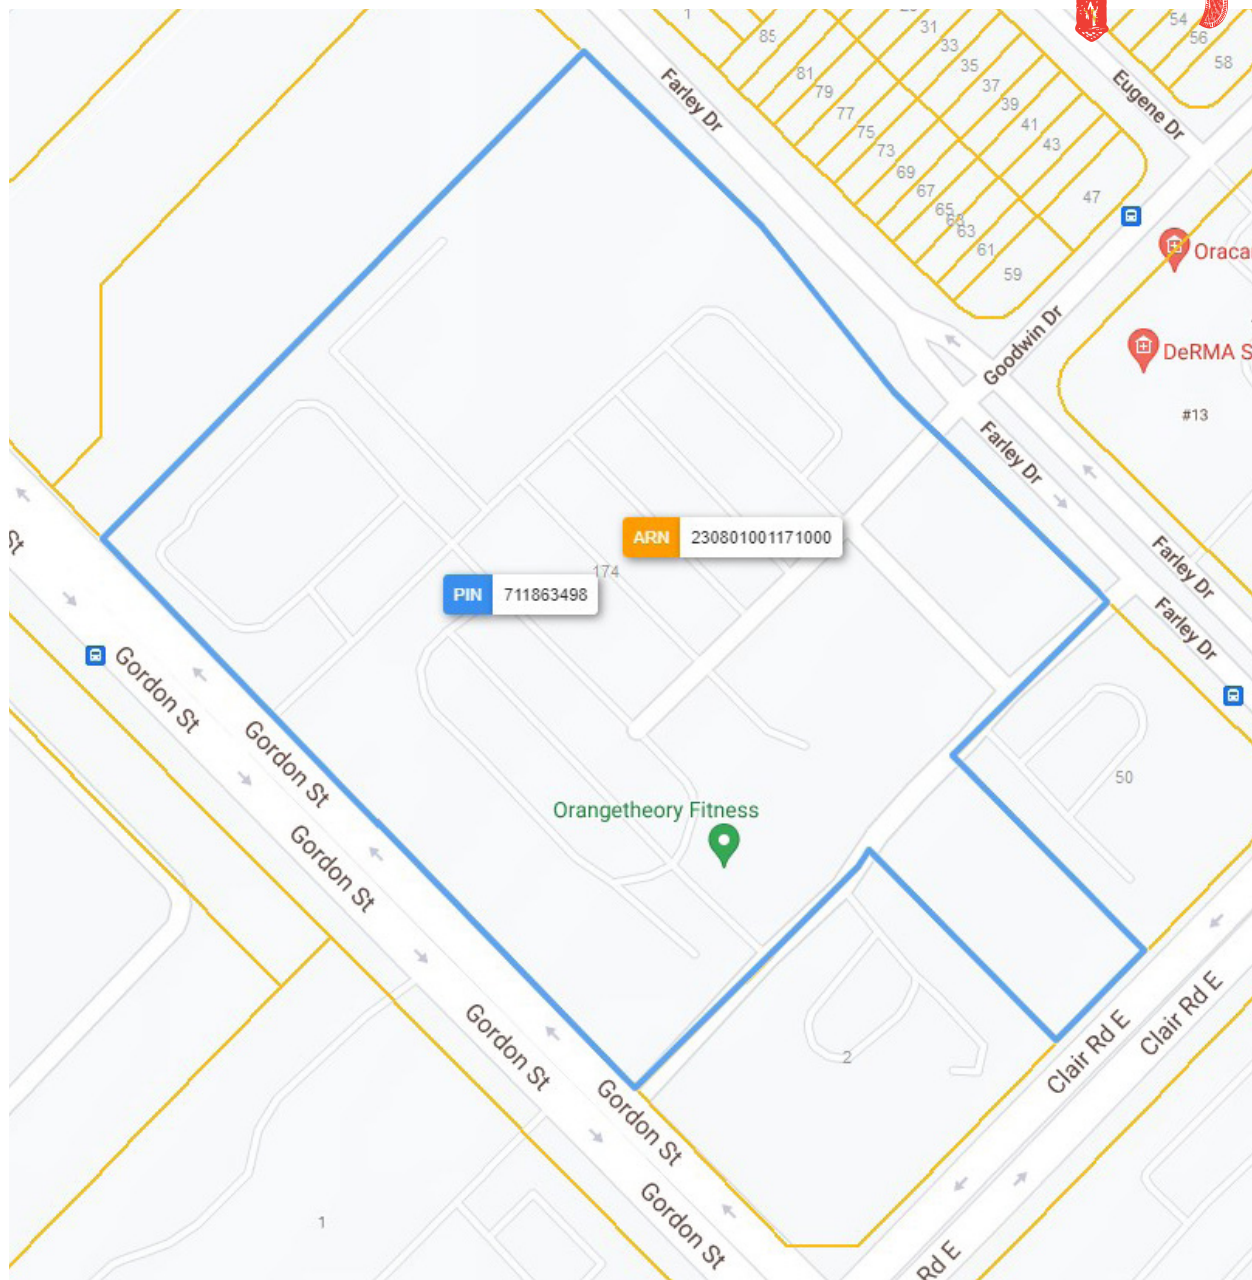 1
85
31
33
35
37
39
41
43
47
54
56
58
Eugene Dr
Farley Dr
81
79
77
75
73
69
67
65
63
61
59
Goodwin Dr
DeRMA S
#13
Farley Dr
St
ARN 230801001171000
174
PIN 711863498
Farley Dr
Farley Dr
Gordon St
Gordon St
50
Orangetheory Fitness
Gordon St
Gordon St
2
Clair Rd E
Clair Rd E
Gordon St
1
Gordon St
Rd E